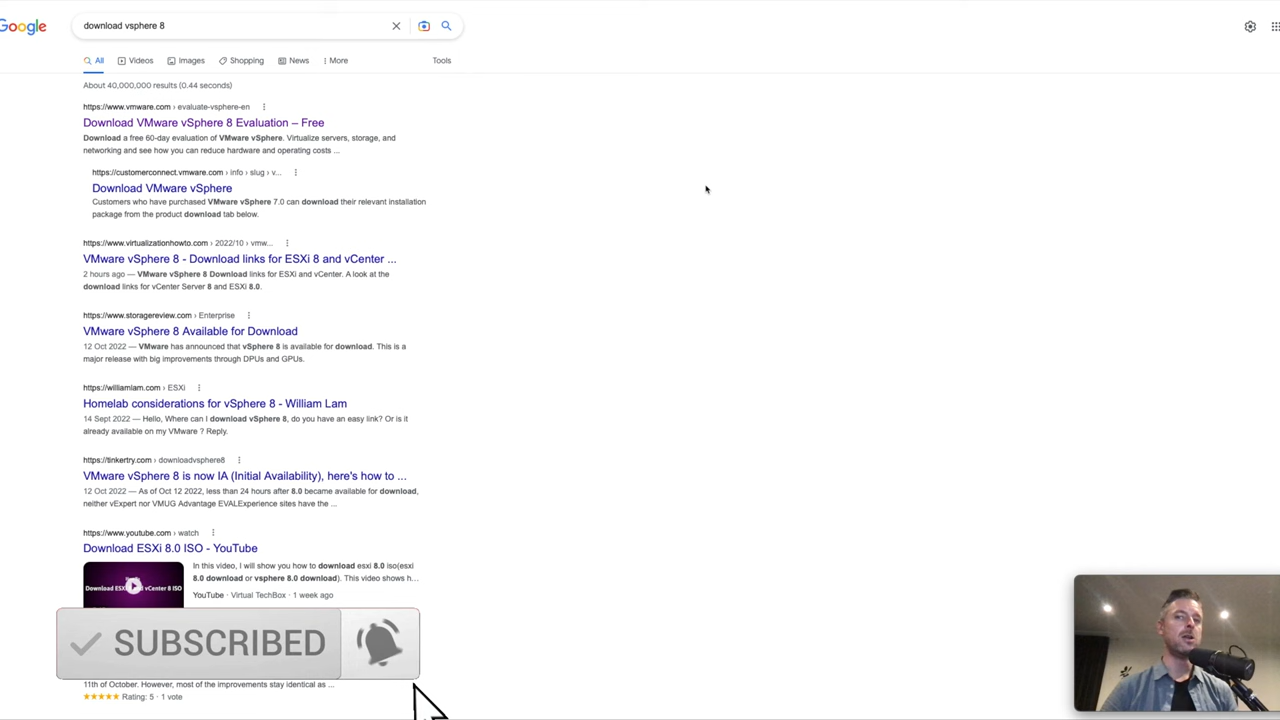 Google
download vsphere 8
All
Videos
Images
Shopping
News
More
Tools
About 40,000,000 results (0.44 seconds)
https://www.vmware.com › evaluate-vsphere-en
Download VMware vSphere 8 Evaluation – Free
Download a free 60-day evaluation of VMware vSphere. Virtualize servers, storage, and
networking and see how you can reduce hardware and operating costs ...
https://customerconnect.vmware.com › info › slug › v...
Download VMware vSphere
Customers who have purchased VMware vSphere 7.0 can download their relevant installation
package from the product download tab below.
https://www.virtualizationhowto.com › 2022/10 › vmw...
VMware vSphere 8 - Download links for ESXi 8 and vCenter ...
2 hours ago — VMware vSphere 8 Download links for ESXi and vCenter. A look at the
download links for vCenter Server 8 and ESXi 8.0.
https://www.storagereview.com › Enterprise
VMware vSphere 8 Available for Download
12 Oct 2022 — VMware has announced that vSphere 8 is available for download. This is a
major release with big improvements through DPUs and GPUs.
https://williamlam.com › ESXi
Homelab considerations for vSphere 8 - William Lam
14 Sept 2022 — Hello, Where can I download vSphere 8, do you have an easy link? Or is it
already available on my VMware ? Reply.
https://tinkertry.com › downloadvsphere8
VMware vSphere 8 is now IA (Initial Availability), here's how to ...
12 Oct 2022 — As of Oct 12 2022, less than 24 hours after 8.0 became available for download,
neither vExpert nor VMUG Advantage EVALExperience sites have the ...
https://www.youtube.com › watch
Download ESXi 8.0 ISO - YouTube
In this video, I will show you how to download esxi 8.0 iso(esxi
8.0 download or vsphere 8.0 download). This video shows h...
YouTube · Virtual TechBox · 1 week ago
SUBSCRIBED
11th of October. However, most of the improvements stay identical as ...
Rating: 5 · 1 vote